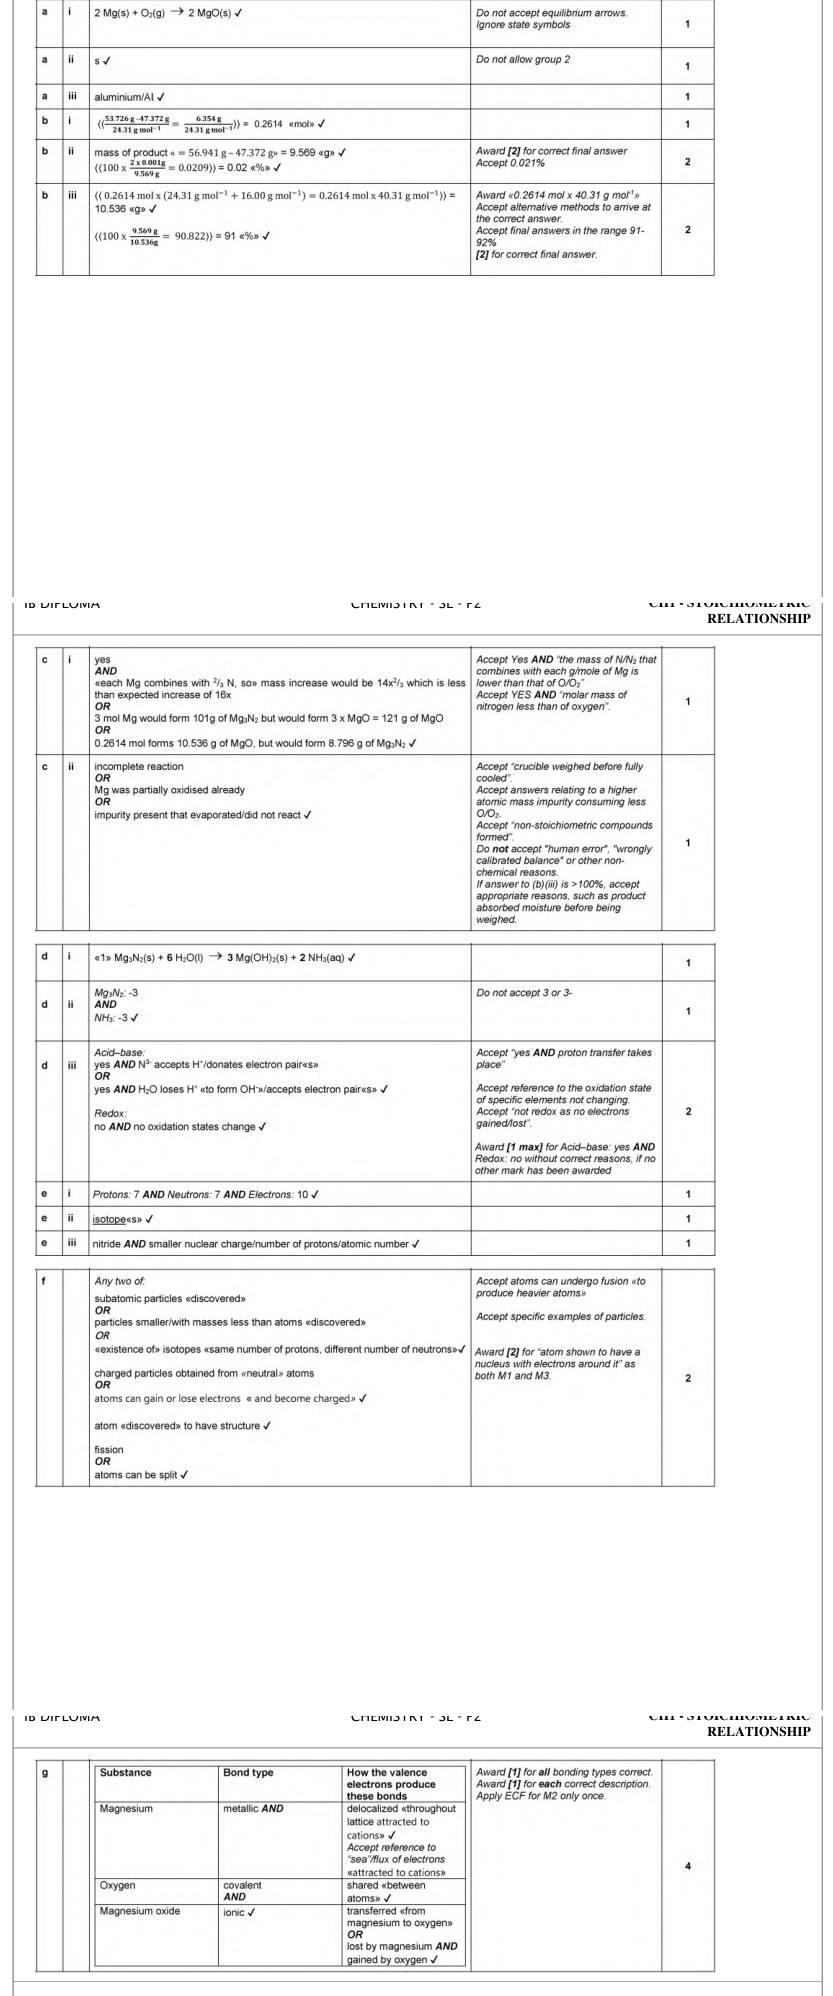 a i 2 Mg(s) + O₂(g) → 2 MgO(s) ✓ Do not accept equilibrium arrows.
Ignore state symbols
1
a ii s ✓ Do not allow group 2
1
a iii aluminium/Al ✓ 1
b i ⟨⟨(53.726 g−47.372 g)/(24.31 g mol⁻¹) = (6.354 g)/(24.31 g mol⁻¹)⟩⟩ = 0.2614 «mol» ✓ 1
b ii mass of product « = 56.941 g − 47.372 g» = 9.569 «g» ✓
⟨⟨100 x (2 x 0.001g)/(9.569 g) = 0.0209⟩⟩ = 0.02 «%» ✓
Award [2] for correct final answer
Accept 0.021%
2
b iii ⟨⟨ 0.2614 mol x (24.31 g mol⁻¹ + 16.00 g mol⁻¹) = 0.2614 mol x 40.31 g mol⁻¹⟩⟩ =
10.536 «g» ✓
⟨⟨100 x (9.569 g)/(10.536g) = 90.822⟩⟩ = 91 «%» ✓
Award «0.2614 mol x 40.31 g mol⁻¹»
Accept alternative methods to arrive at
the correct answer.
Accept final answers in the range 91-
92%
[2] for correct final answer.
2
IB DIPLOMA CHEMISTRY - SL - P2 CH1 - STOICHIOMETRIC
RELATIONSHIP
c i yes
AND
«each Mg combines with ²/₃ N, so» mass increase would be 14x²/₃ which is less
than expected increase of 16x
OR
3 mol Mg would form 101g of Mg₃N₂ but would form 3 x MgO = 121 g of MgO
OR
0.2614 mol forms 10.536 g of MgO, but would form 8.796 g of Mg₃N₂ ✓
Accept Yes AND "the mass of N/N₂ that
combines with each g/mole of Mg is
lower than that of O/O₂"
Accept YES AND "molar mass of
nitrogen less than of oxygen".
1
c ii incomplete reaction
OR
Mg was partially oxidised already
OR
impurity present that evaporated/did not react ✓
Accept "crucible weighed before fully
cooled".
Accept answers relating to a higher
atomic mass impurity consuming less
O/O₂.
Accept "non-stoichiometric compounds
formed".
Do not accept "human error", "wrongly
calibrated balance" or other non-
chemical reasons.
If answer to (b)(iii) is >100%, accept
appropriate reasons, such as product
absorbed moisture before being
weighed.
1
d i «1» Mg₃N₂(s) + 6 H₂O(l) → 3 Mg(OH)₂(s) + 2 NH₃(aq) ✓ 1
d ii Mg₃N₂: -3
AND
NH₃: -3 ✓
Do not accept 3 or 3-
1
d iii Acid–base:
yes AND N³⁻ accepts H⁺/donates electron pair«s»
OR
yes AND H₂O loses H⁺ «to form OH⁻»/accepts electron pair«s» ✓
Redox:
no AND no oxidation states change ✓
Accept "yes AND proton transfer takes
place"
Accept reference to the oxidation state
of specific elements not changing.
Accept "not redox as no electrons
gained/lost".
Award [1 max] for Acid–base: yes AND
Redox: no without correct reasons, if no
other mark has been awarded
2
e i Protons: 7 AND Neutrons: 7 AND Electrons: 10 ✓ 1
e ii isotope«s» ✓ 1
e iii nitride AND smaller nuclear charge/number of protons/atomic number ✓ 1
f Any two of:
subatomic particles «discovered»
OR
particles smaller/with masses less than atoms «discovered»
OR
«existence of» isotopes «same number of protons, different number of neutrons» ✓
charged particles obtained from «neutral» atoms
OR
atoms can gain or lose electrons « and become charged» ✓
atom «discovered» to have structure ✓
fission
OR
atoms can be split ✓
Accept atoms can undergo fusion «to
produce heavier atoms»
Accept specific examples of particles.
Award [2] for "atom shown to have a
nucleus with electrons around it" as
both M1 and M3.
2
IB DIPLOMA CHEMISTRY - SL - P2 CH1 - STOICHIOMETRIC
RELATIONSHIP
g
Substance Bond type How the valence
electrons produce
these bonds
Magnesium metallic AND delocalized «throughout
lattice attracted to
cations» ✓
Accept reference to
"sea"/flux of electrons
«attracted to cations»
Oxygen covalent
AND
shared «between
atoms» ✓
Magnesium oxide ionic ✓ transferred «from
magnesium to oxygen»
OR
lost by magnesium AND
gained by oxygen ✓
Award [1] for all bonding types correct.
Award [1] for each correct description.
Apply ECF for M2 only once.
4